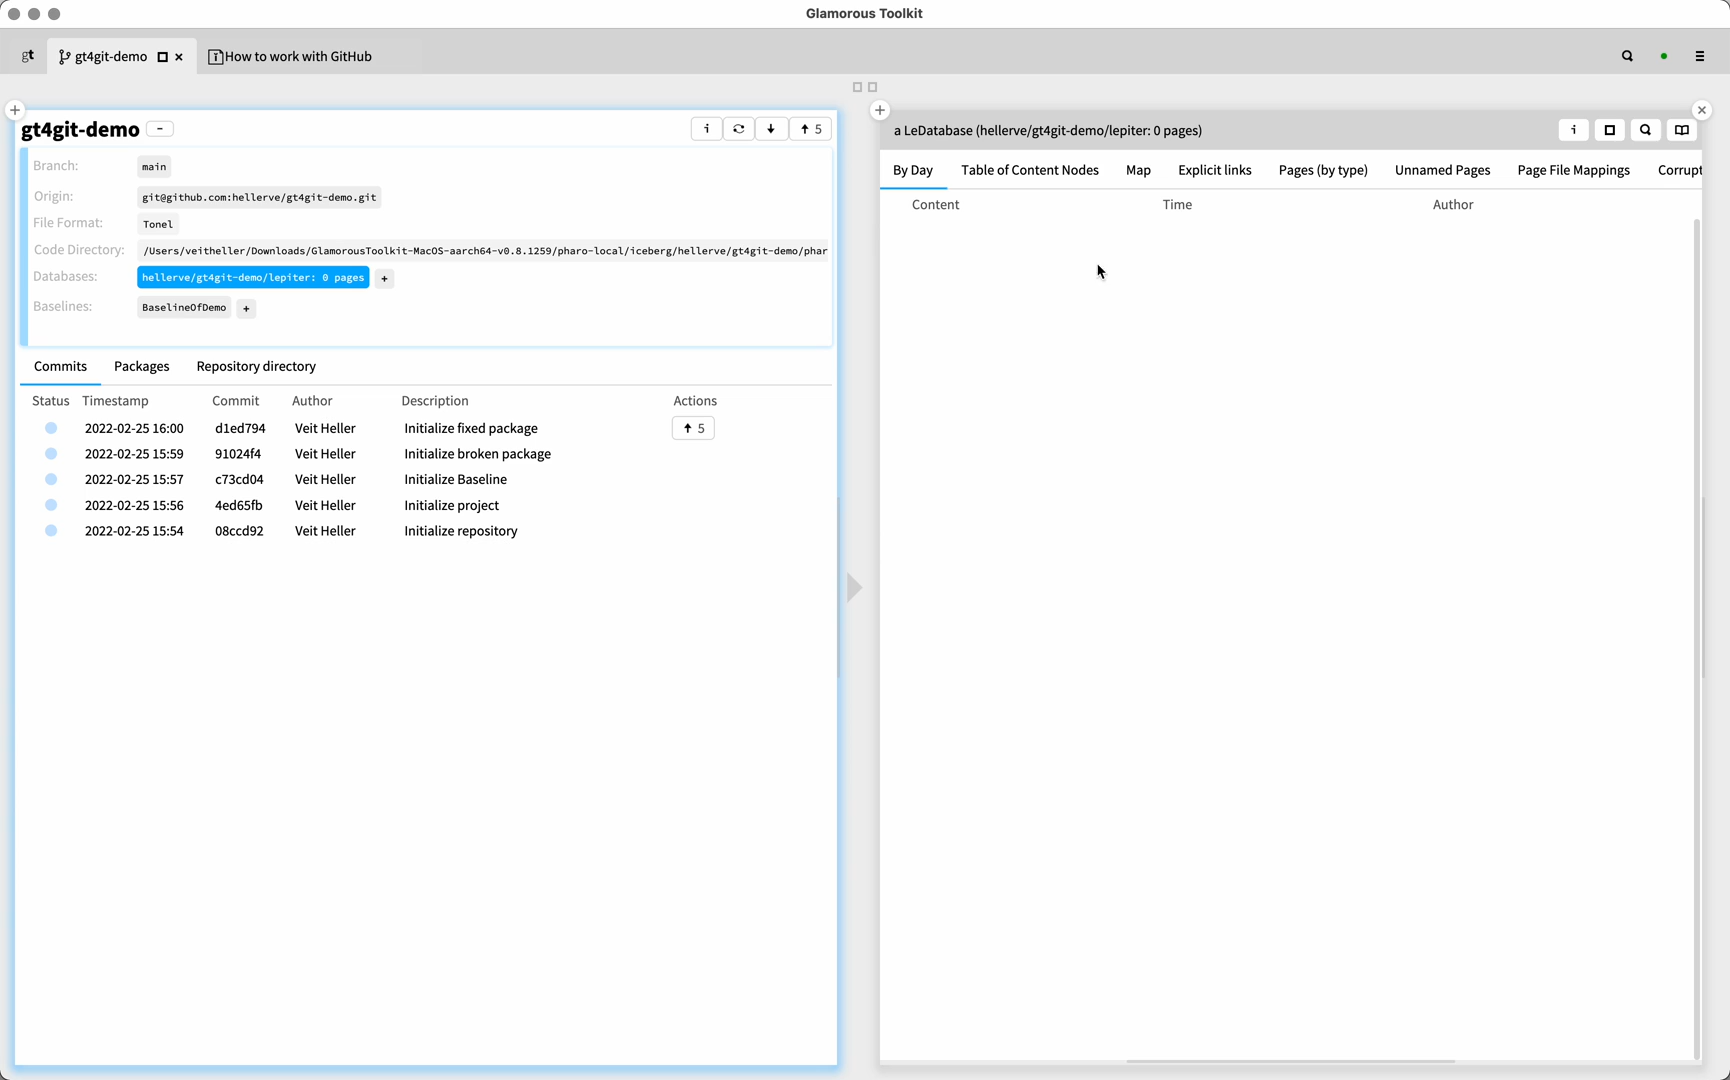 Glamorous Toolkit
gt gt4git-demo How to work with GitHub
gt4git-demo
5
Branch: main
Origin: git@github.com:hellerve/gt4git-demo.git
File Format: Tonel
Code Directory: /Users/veitheller/Downloads/GlamorousToolkit-MacOS-aarch64-v0.8.1259/pharo-local/iceberg/hellerve/gt4git-demo/phar
Databases: hellerve/gt4git-demo/lepiter: 0 pages +
Baselines: BaselineOfDemo +
Commits Packages Repository directory
Status Timestamp Commit Author Description Actions
2022-02-25 16:00 d1ed794 Veit Heller Initialize fixed package 5
2022-02-25 15:59 91024f4 Veit Heller Initialize broken package
2022-02-25 15:57 c73cd04 Veit Heller Initialize Baseline
2022-02-25 15:56 4ed65fb Veit Heller Initialize project
2022-02-25 15:54 08ccd92 Veit Heller Initialize repository
a LeDatabase (hellerve/gt4git-demo/lepiter: 0 pages)
By Day Table of Content Nodes Map Explicit links Pages (by type) Unnamed Pages Page File Mappings Corrupt
Content Time Author